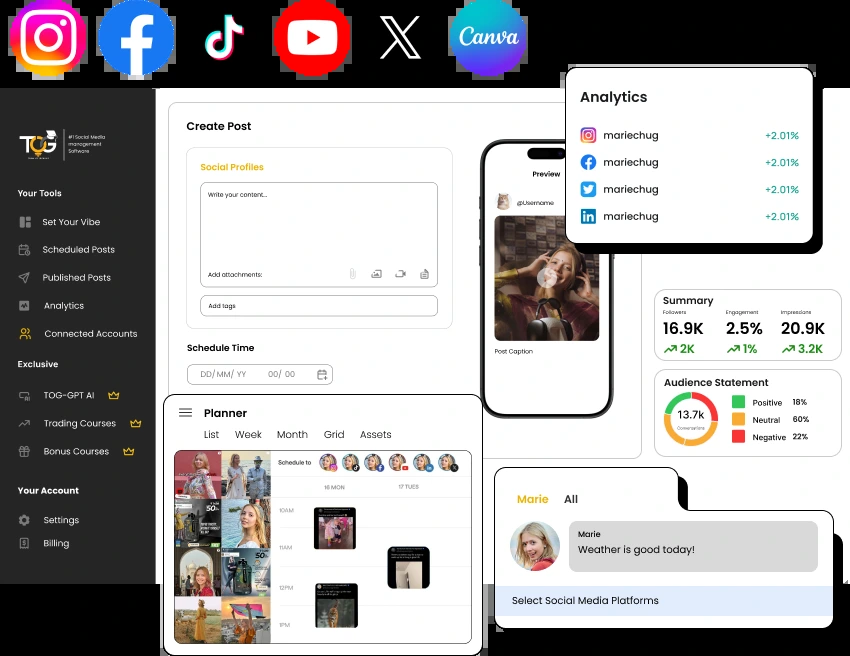 Canva
Analytics
mariechug +2.01%
mariechug +2.01%
mariechug +2.01%
mariechug +2.01%
TOG
#1 Social Media
management
Software
Your Tools
Set Your Vibe
Scheduled Posts
Published Posts
Analytics
Connected Accounts
Exclusive
TOG-GPT AI
Trading Courses
Bonus Courses
Your Account
Settings
Billing
Create Post
Social Profiles
Write your content...
Add attachments:
Add tags
Schedule Time
DD/ MM/ YY 00/ 00
Preview
@Username
Post Caption
Summary
Followers Engagement Impressions
16.9K 2.5% 20.9K
2K 1% 3.2K
Audience Statement
13.7k
Conversations
Positive 18%
Neutral 60%
Negative 22%
Planner
List Week Month Grid Assets
Schedule to
16 MON 17 TUES
10AM
11AM
12PM
1PM
Marie All
Marie
Weather is good today!
Select Social Media Platforms